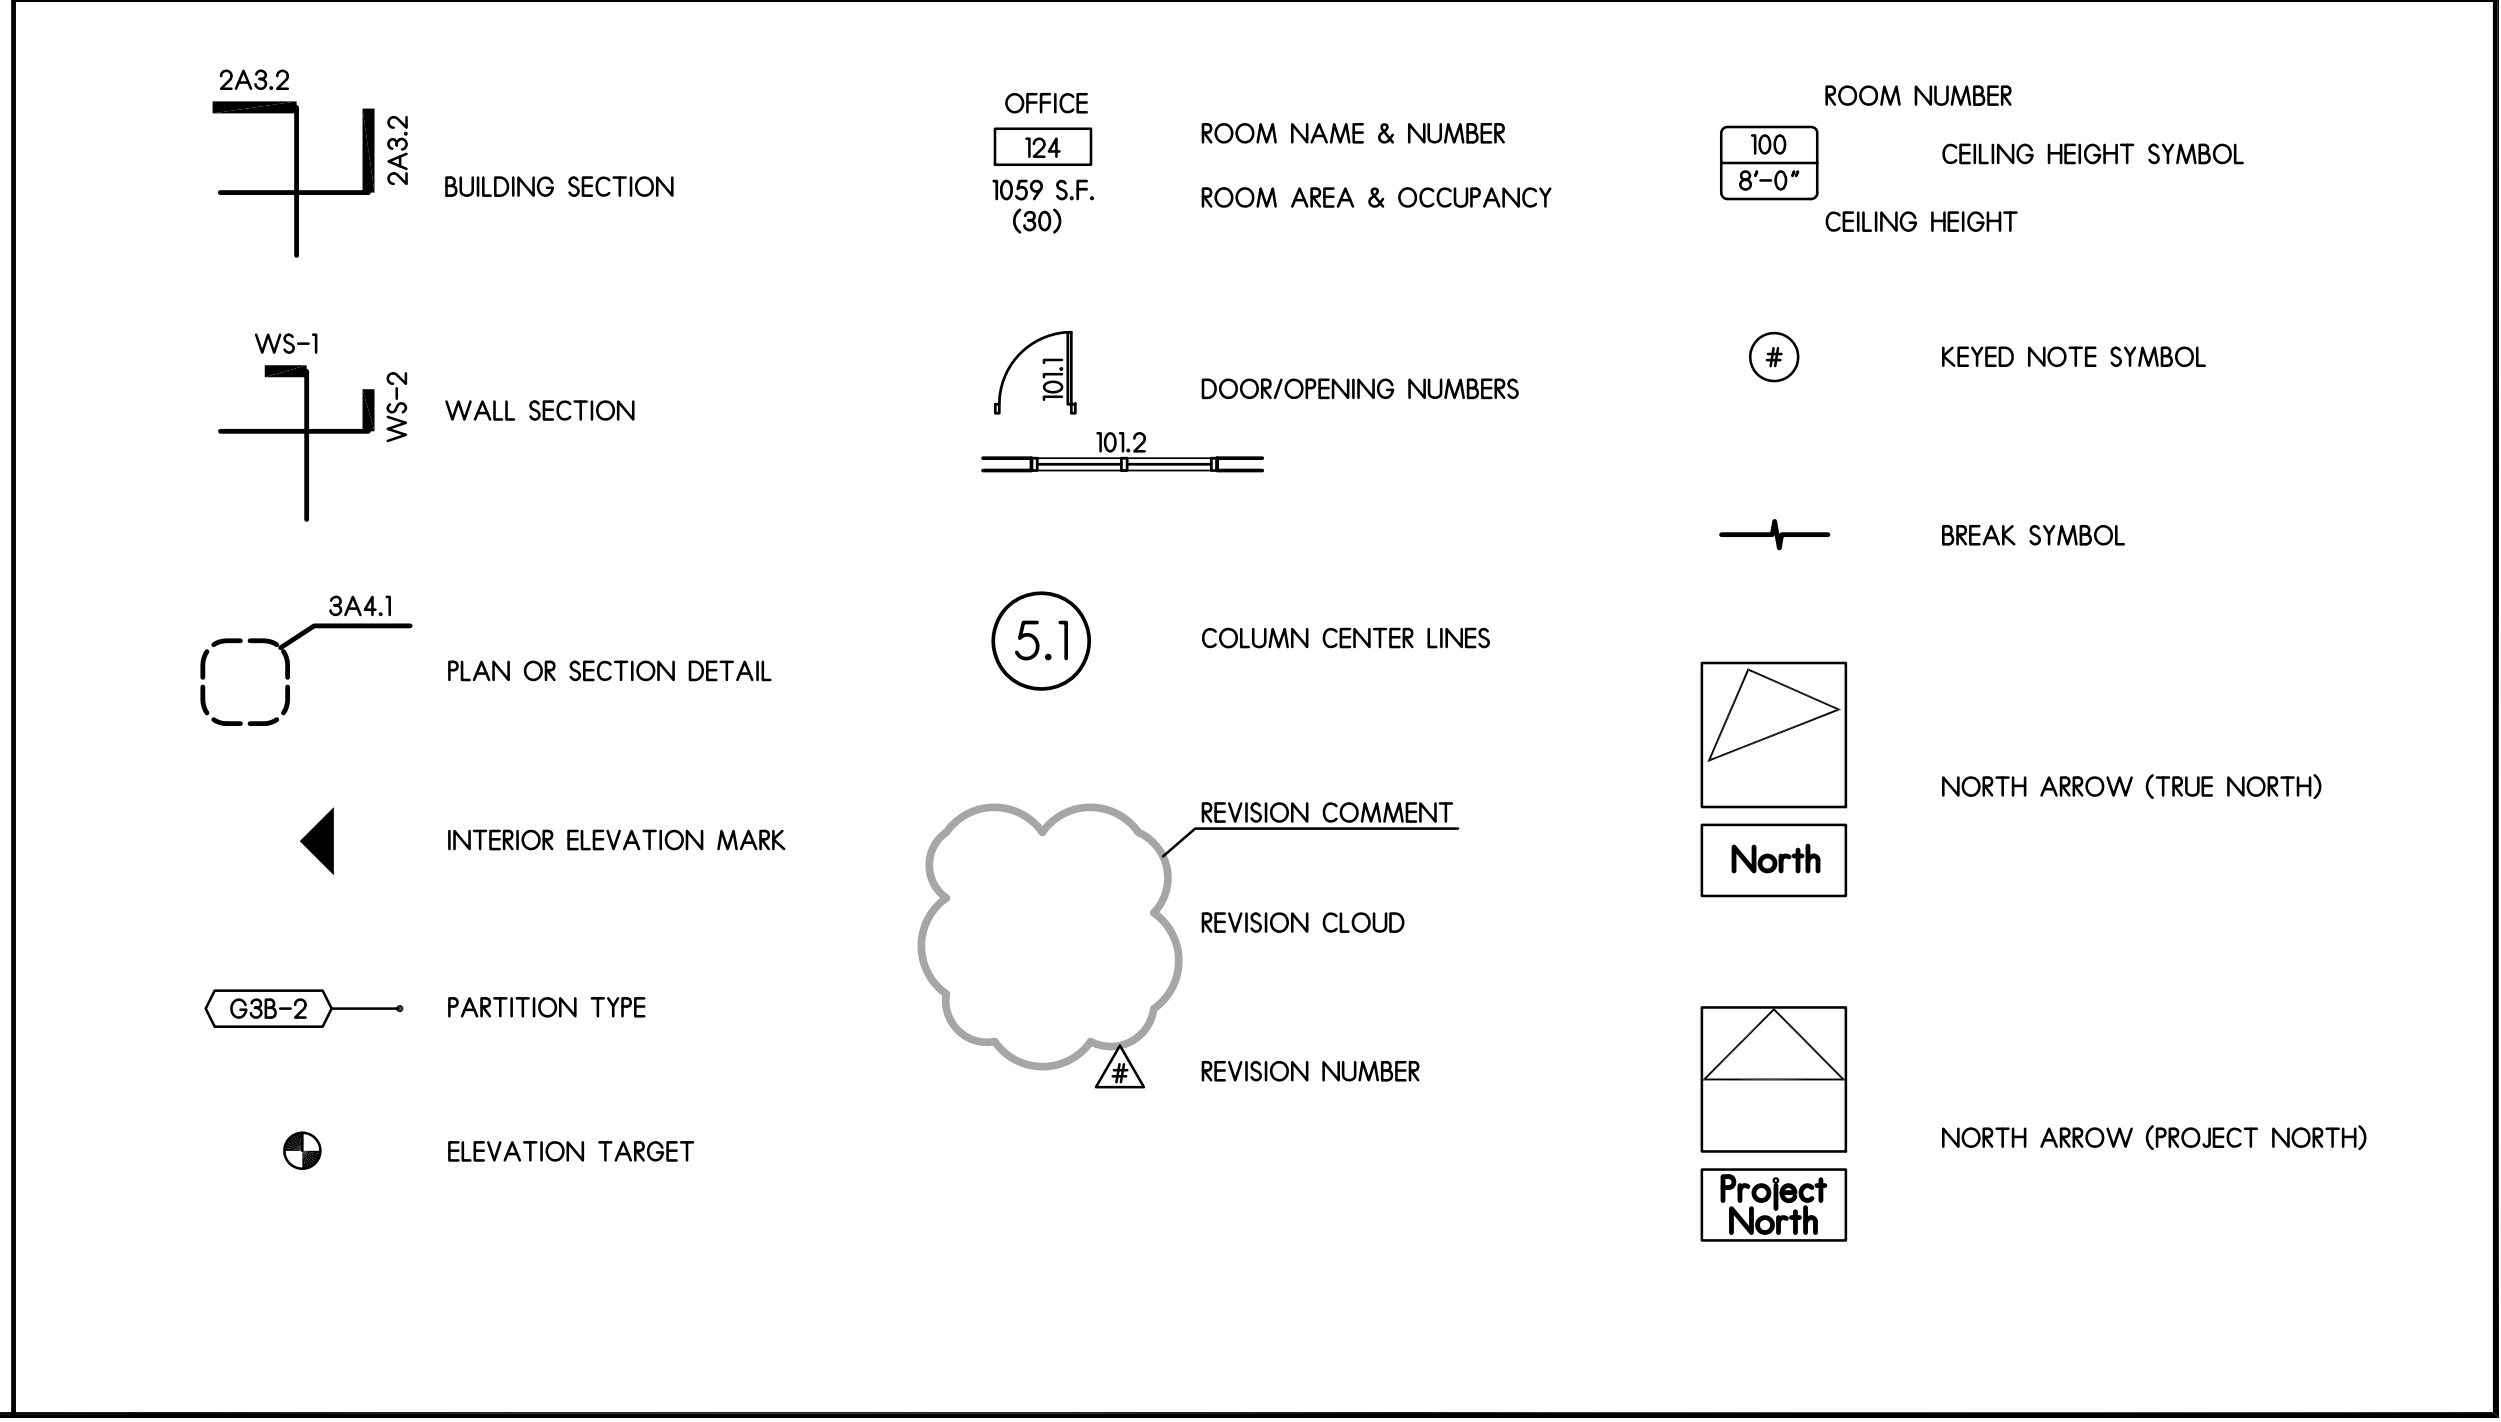 2A3.2
2A3.2
BUILDING SECTION
WS-1
WS-2
WALL SECTION
3A4.1
PLAN OR SECTION DETAIL
INTERIOR ELEVATION MARK
G3B-2
PARTITION TYPE
ELEVATION TARGET
OFFICE
124
1059 S.F.
(30)
ROOM NAME & NUMBER
ROOM AREA & OCCUPANCY
101.1
DOOR/OPENING NUMBERS
101.2
5.1
COLUMN CENTER LINES
REVISION COMMENT
REVISION CLOUD
#
REVISION NUMBER
ROOM NUMBER
100
8'-0"
CEILING HEIGHT SYMBOL
CEILING HEIGHT
#
KEYED NOTE SYMBOL
BREAK SYMBOL
NORTH ARROW (TRUE NORTH)
North
NORTH ARROW (PROJECT NORTH)
Project
North